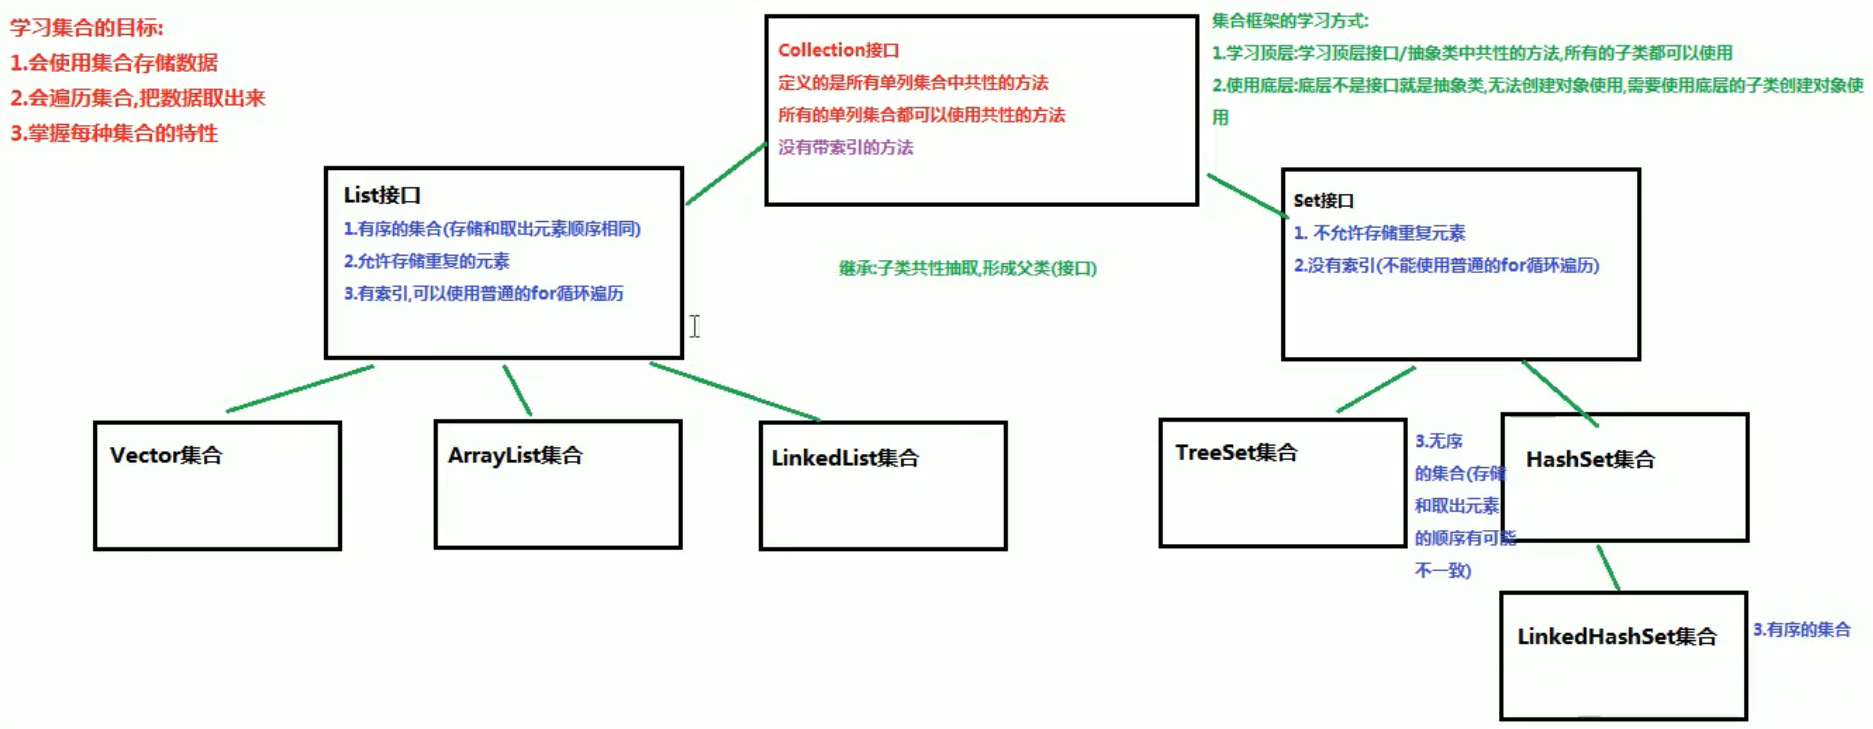 学习集合的目标:
1.会使用集合存储数据
2.会遍历集合,把数据取出来
3.掌握每种集合的特性
Collection接口
定义的是所有单列集合中共性的方法
所有的单列集合都可以使用共性的方法
没有带索引的方法
集合框架的学习方式:
1.学习顶层:学习顶层接口/抽象类中共性的方法,所有的子类都可以使用
2.使用底层:底层不是接口就是抽象类,无法创建对象使用,需要使用底层的子类创建对象使
用
List接口
1.有序的集合(存储和取出元素顺序相同)
2.允许存储重复的元素
3.有索引,可以使用普通的for循环遍历
继承:子类共性抽取,形成父类(接口)
Set接口
1. 不允许存储重复元素
2.没有索引(不能使用普通的for循环遍历)
Vector集合
ArrayList集合
LinkedList集合
TreeSet集合
3.无序
的集合(存储
和取出元素
的顺序有可能
不一致)
HashSet集合
LinkedHashSet集合
3.有序的集合